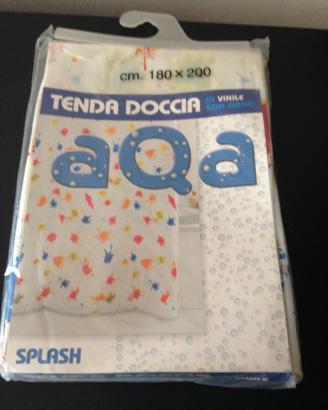 cm. 180 × 200
TENDA DOCCIA IN VINILE
CON GANCI
aQa
SPLASH